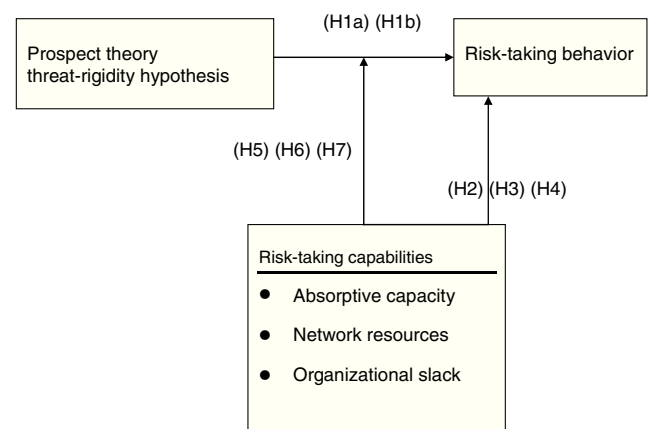 (H1a) (H1b)
Prospect theory
threat-rigidity hypothesis
Risk-taking behavior
(H5) (H6) (H7)
(H2) (H3) (H4)
Risk-taking capabilities
● Absorptive capacity
● Network resources
● Organizational slack